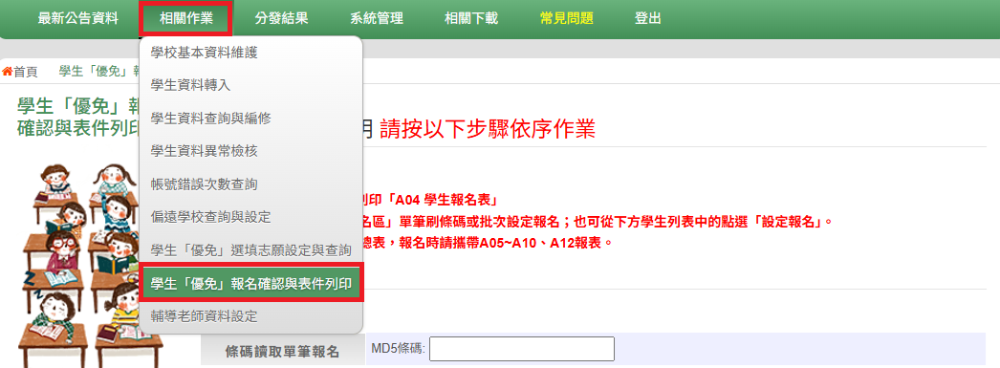 最新公告資料 相關作業 分發結果 系統管理 相關下載 常見問題 登出
學校基本資料維護
首頁 學生「優免」報
學生資料轉入
學生「優免」報
確認與表件列印
學生資料查詢與編修
明 請按以下步驟依序作業
學生資料異常檢核
帳號錯誤次數查詢
列印「A04 學生報名表」
偏遠學校查詢與設定
名區」單筆刷條碼或批次設定報名；也可從下方學生列表中的點選「設定報名」。
學生「優免」選填志願設定與查詢
總表，報名時請攜帶A05~A10、A12報表。
學生「優免」報名確認與表件列印
輔導老師資料設定
條碼讀取單筆報名 MD5條碼: